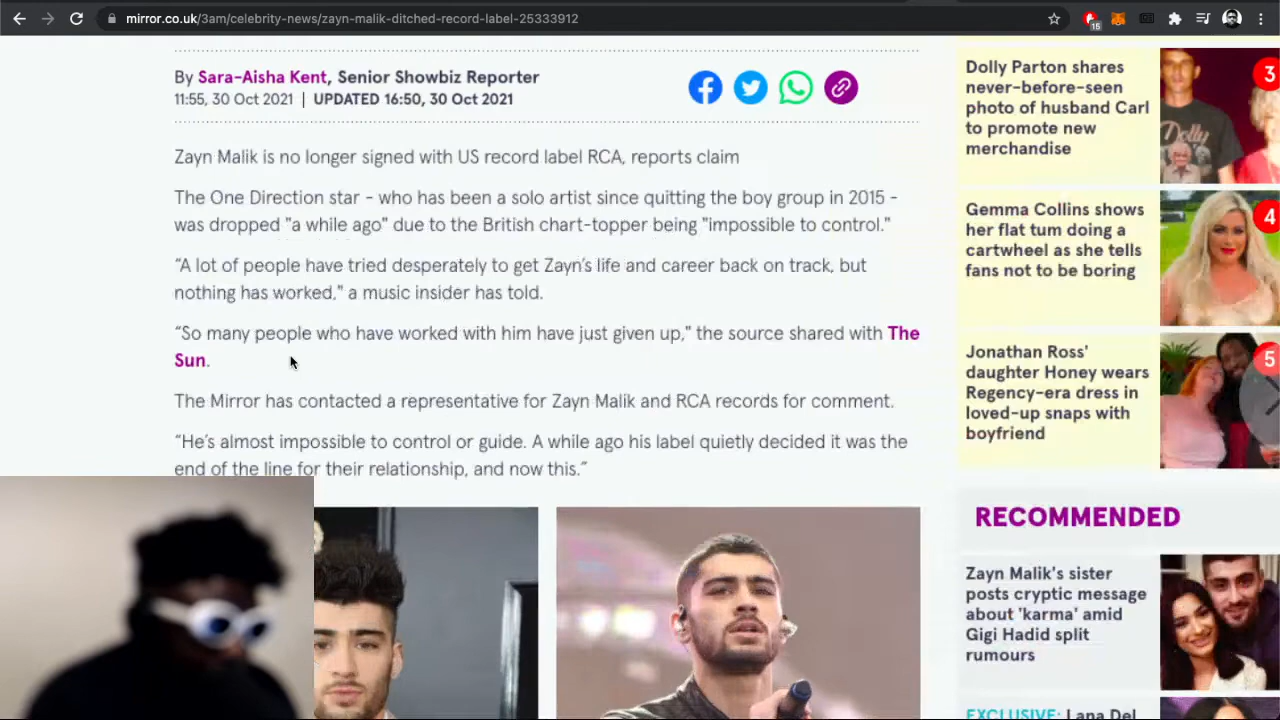 mirror.co.uk/3am/celebrity-news/zayn-malik-ditched-record-label-25333912
15
By Sara-Aisha Kent, Senior Showbiz Reporter
11:55, 30 Oct 2021 | UPDATED 16:50, 30 Oct 2021
Zayn Malik is no longer signed with US record label RCA, reports claim
The One Direction star - who has been a solo artist since quitting the boy group in 2015 -
was dropped "a while ago" due to the British chart-topper being "impossible to control."
“A lot of people have tried desperately to get Zayn’s life and career back on track, but
nothing has worked," a music insider has told.
“So many people who have worked with him have just given up," the source shared with The
Sun.
The Mirror has contacted a representative for Zayn Malik and RCA records for comment.
“He’s almost impossible to control or guide. A while ago his label quietly decided it was the
end of the line for their relationship, and now this.”
Dolly Parton shares
never-before-seen
photo of husband Carl
to promote new
merchandise
3
Dolly
Gemma Collins shows
her flat tum doing a
cartwheel as she tells
fans not to be boring
4
Jonathan Ross'
daughter Honey wears
Regency-era dress in
loved-up snaps with
boyfriend
5
RECOMMENDED
Zayn Malik's sister
posts cryptic message
about 'karma' amid
Gigi Hadid split
rumours
EXCLUSIVE: Lana Del